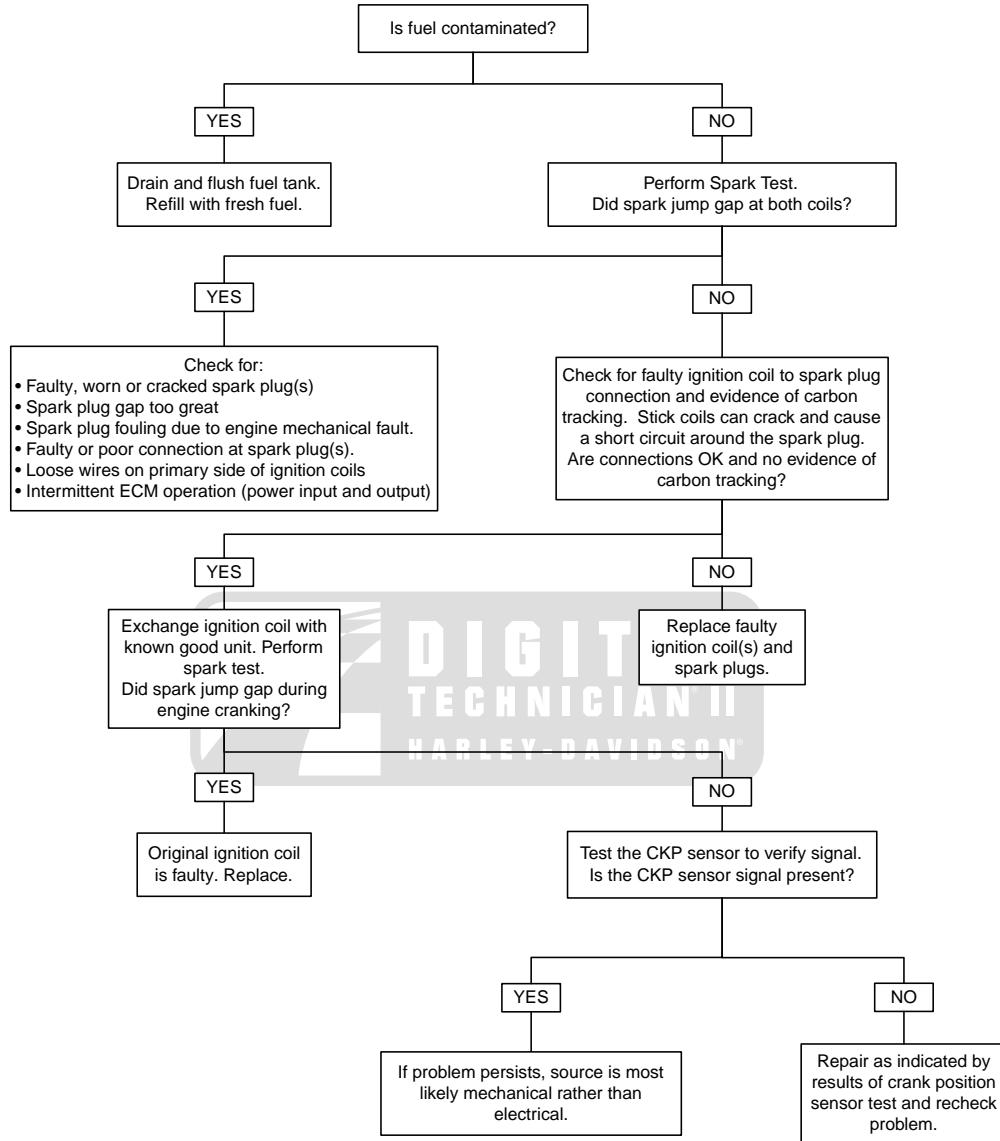 Is fuel contaminated?
YES
NO
Drain and flush fuel tank.
Refill with fresh fuel.
Perform Spark Test.
Did spark jump gap at both coils?
YES
NO
Check for:
• Faulty, worn or cracked spark plug(s)
• Spark plug gap too great
• Spark plug fouling due to engine mechanical fault.
• Faulty or poor connection at spark plug(s).
• Loose wires on primary side of ignition coils
• Intermittent ECM operation (power input and output)
Check for faulty ignition coil to spark plug
connection and evidence of carbon
tracking. Stick coils can crack and cause
a short circuit around the spark plug.
Are connections OK and no evidence of
carbon tracking?
YES
NO
Exchange ignition coil with
known good unit. Perform
spark test.
Did spark jump gap during
engine cranking?
Replace faulty
ignition coil(s) and
spark plugs.
DIGIT
TECHNICIAN® II
HARLEY-DAVIDSON®
YES
NO
Original ignition coil
is faulty. Replace.
Test the CKP sensor to verify signal.
Is the CKP sensor signal present?
YES
NO
If problem persists, source is most
likely mechanical rather than
electrical.
Repair as indicated by
results of crank position
sensor test and recheck
problem.